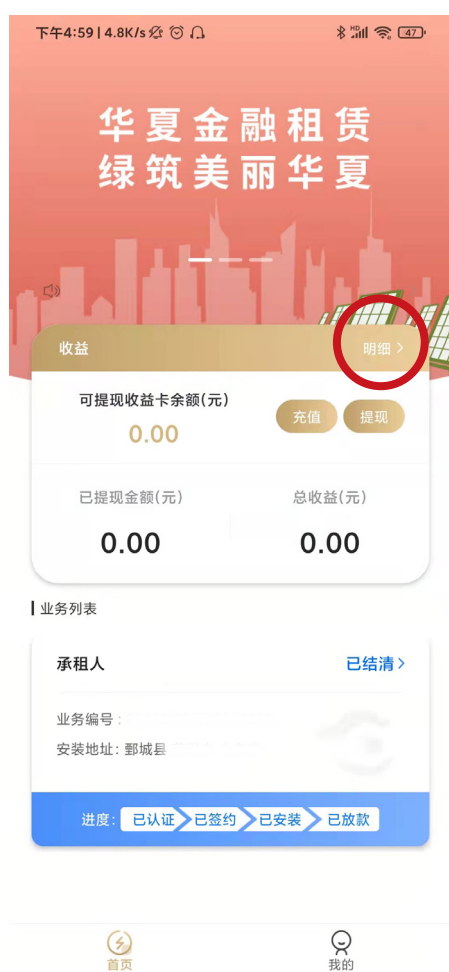 下午4:59 | 4.8K/s
HD
47
华夏金融租赁
绿筑美丽华夏
收益
明细 >
可提现收益卡余额(元)
0.00
充值
提现
已提现金额(元)
总收益(元)
0.00
0.00
业务列表
承租人
已结清 >
业务编号:
安装地址: 鄄城县
进度:
已认证
已签约
已安装
已放款
首页
我的